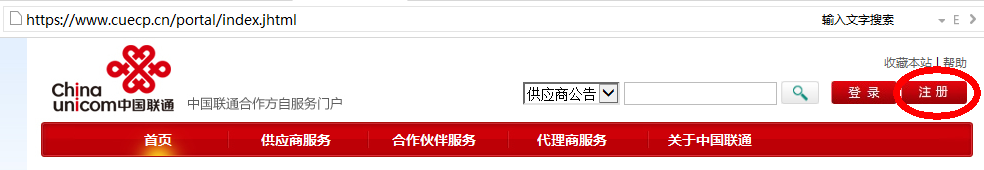 https://www.cuecp.cn/portal/index.jhtml 输入文字搜索 E
收藏本站 | 帮助
China
unicom中国联通 中国联通合作方自服务门户 供应商公告 登 录 注 册
首页 供应商服务 合作伙伴服务 代理商服务 关于中国联通